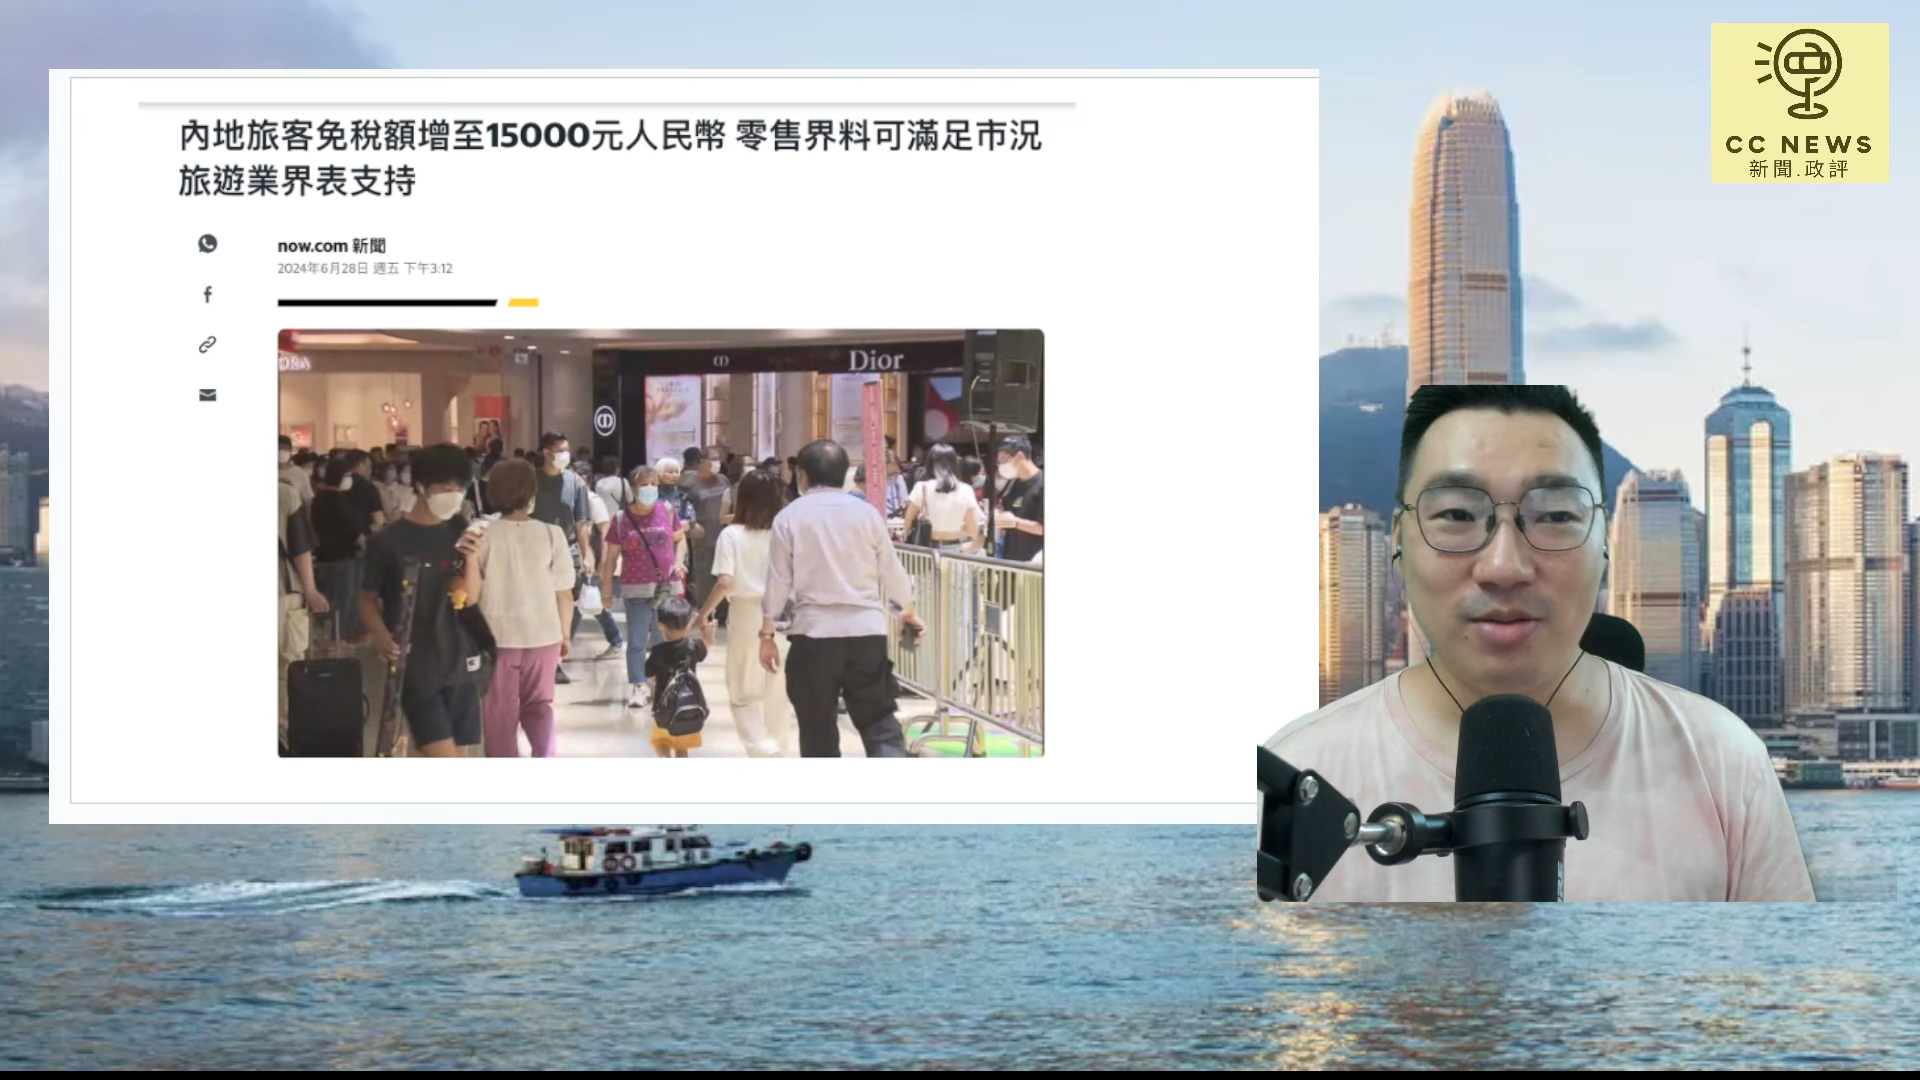 內地旅客免稅額增至15000元人民幣 零售界料可滿足市況
旅遊業界表支持
now.com 新聞
2024年6月28日 週五 下午3:12
Dior
CC NEWS
新聞.政評